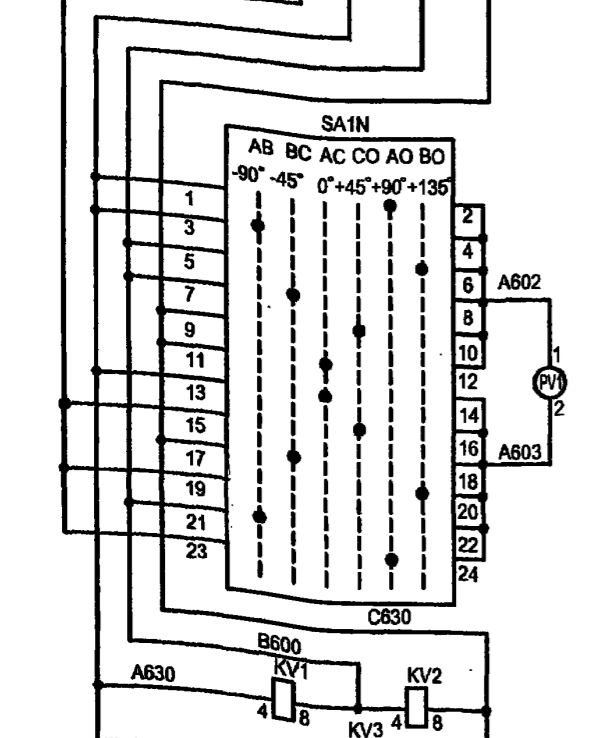 SA1N
AB BC AC CO AO BO
-90° -45° 0° +45° +90° +135°
1 2
3 4
5 6 A602
7 8
9 10 1
11 12 PV1
13 14 2
15 16 A603
17 18
19 20
21 22
23 24
C630
B600
A630 KV1 KV2
4 8 4 8
KV3